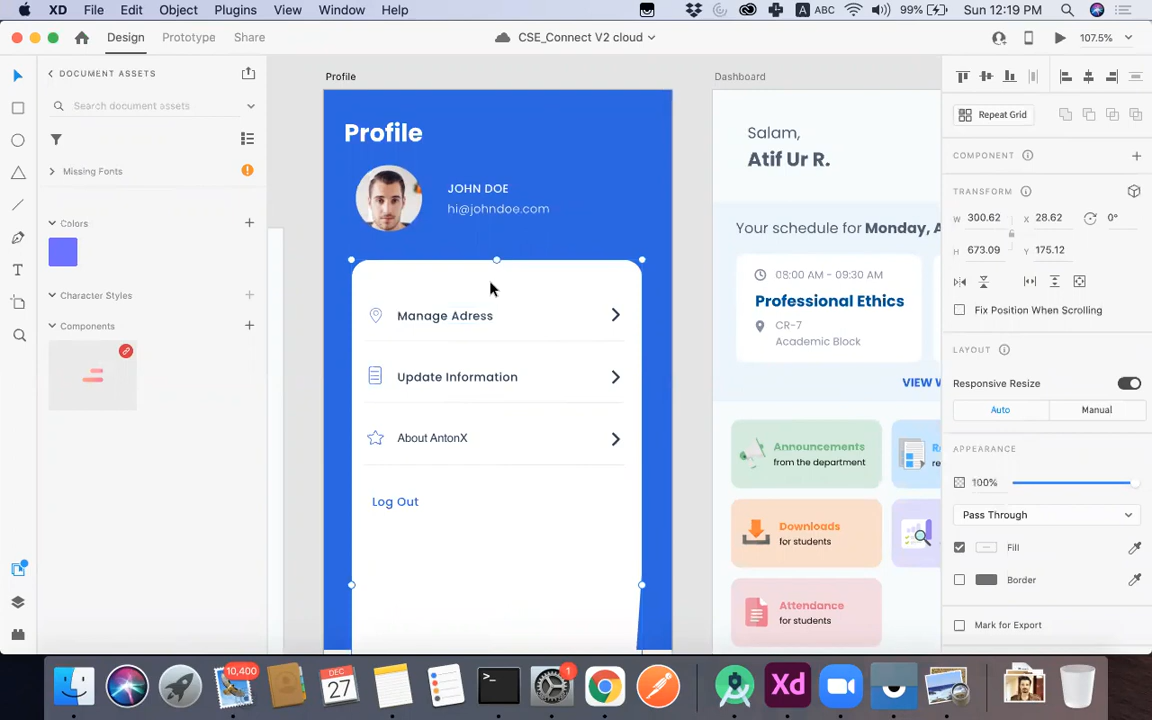 XD File Edit Object Plugins View Window Help A ABC 99% Sun 12:19 PM
Design Prototype Share CSE_Connect V2 cloud 107.5%
DOCUMENT ASSETS
Search document assets
Missing Fonts
Colors
Character Styles
Components
Profile
Profile
JOHN DOE
hi@johndoe.com
Manage Adress
Update Information
About AntonX
Log Out
Dashboard
Salam,
Atif Ur R.
Your schedule for Monday, A
08:00 AM - 09:30 AM
Professional Ethics
CR-7
Academic Block
VIEW
Announcements
from the department
Downloads
for students
Attendance
for students
Repeat Grid
COMPONENT
TRANSFORM
W 300.62 X 28.62 0°
H 673.09 Y 175.12
Fix Position When Scrolling
LAYOUT
Responsive Resize
Auto Manual
APPEARANCE
100%
Pass Through
Fill
Border
Mark for Export
10,400
DEC
27
1
Xd